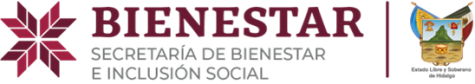 BIENESTAR
SECRETARÍA DE BIENESTAR
E INCLUSIÓN SOCIAL
Estado Libre y Soberano
de Hidalgo